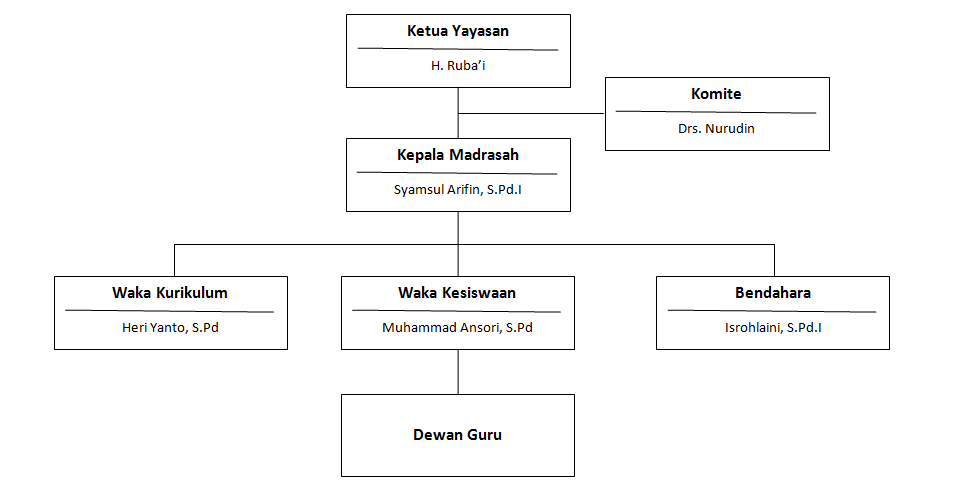 Ketua Yayasan
H. Ruba’i
Komite
Drs. Nurudin
Kepala Madrasah
Syamsul Arifin, S.Pd.I
Waka Kurikulum
Heri Yanto, S.Pd
Waka Kesiswaan
Muhammad Ansori, S.Pd
Bendahara
Isrohlaini, S.Pd.I
Dewan Guru